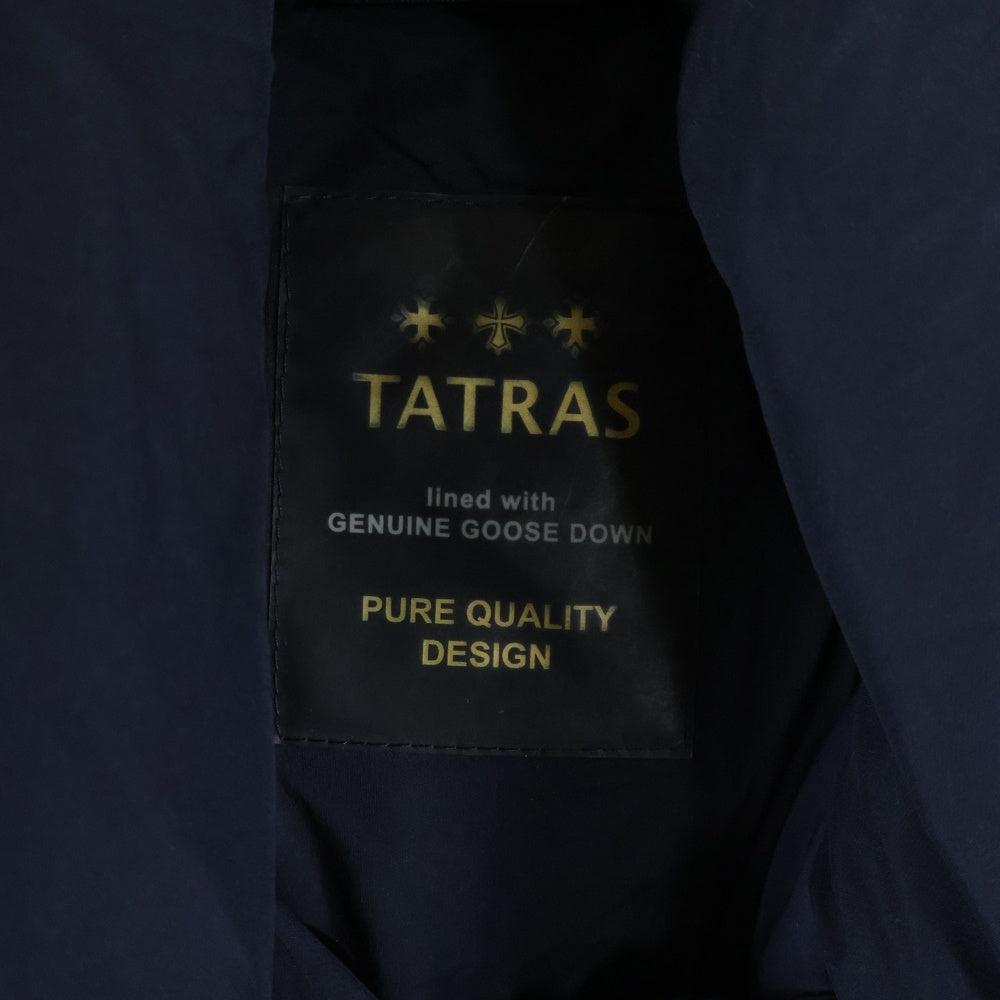 TATRAS
lined with
GENUINE GOOSE DOWN
PURE QUALITY
DESIGN